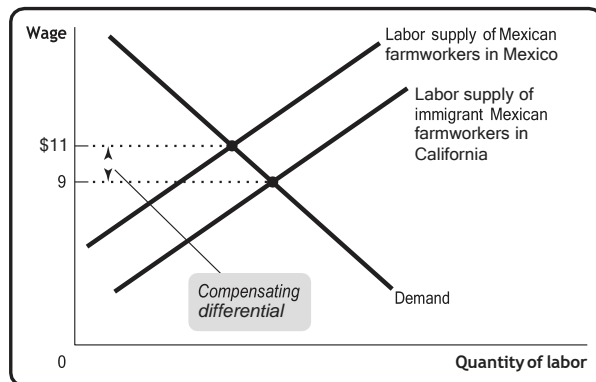 Wage
Labor supply of Mexican
farmworkers in Mexico
Labor supply of
immigrant Mexican
farmworkers in
California
$11
9
Compensating
differential
Demand
0
Quantity of labor